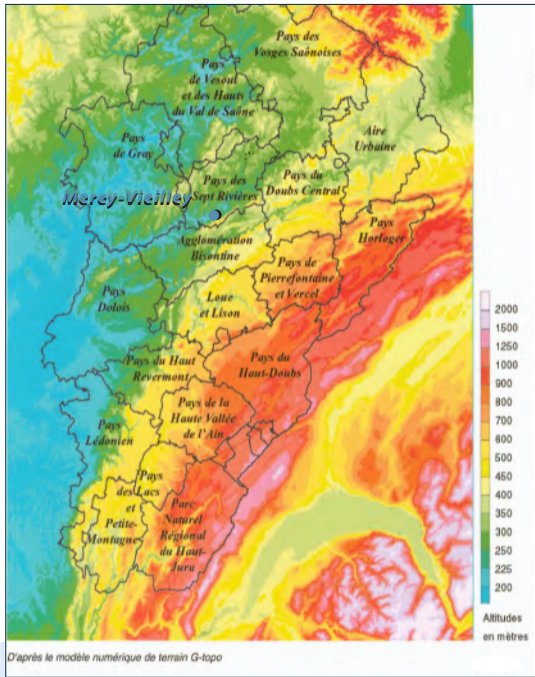 Pays des
Vosges Saônoises
Pays
de Vesoul
et des Hauts
du Val de Saône
Aire
Urbaine
Pays
de Gray
Pays du
Doubs Central
Pays des
Sept Rivières
Merey-Vieilley
Pays
Horloger
Agglomération
Bisontine
Pays de
Pierrefontaine
et Vercel
Pays
Dolois
Loue
et Lison
Pays du Haut
Revermont
Pays du
Haut-Doubs
Pays de la
Haute Vallée
de l'Ain
Pays
Lédonien
Pays
des Lacs
et
Petite-
Montagne
Parc
Naturel
Régional
du Haut-
Jura
2000
1500
1250
1000
900
800
700
600
500
450
400
350
300
250
225
200
Altitudes
en mètres
D'après le modèle numérique de terrain G-topo